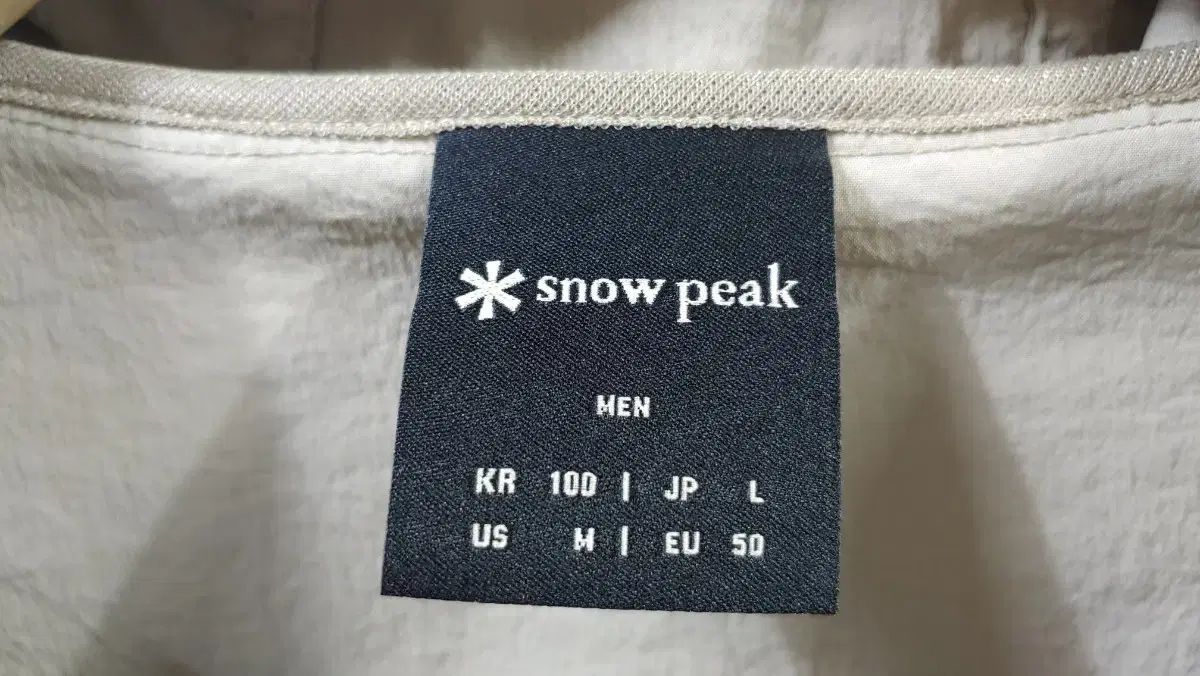 snow peak
MEN
KR 100 | JP L
US M | EU 50